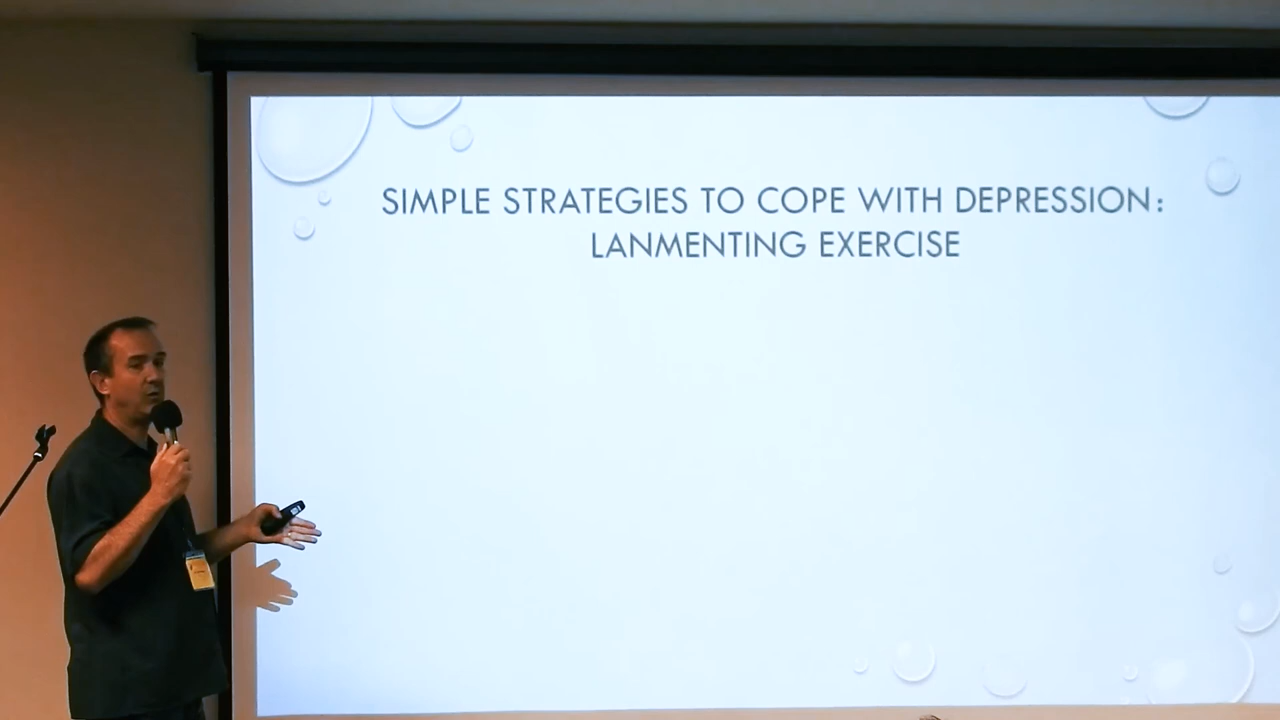 SIMPLE STRATEGIES TO COPE WITH DEPRESSION:
LANMENTING EXERCISE